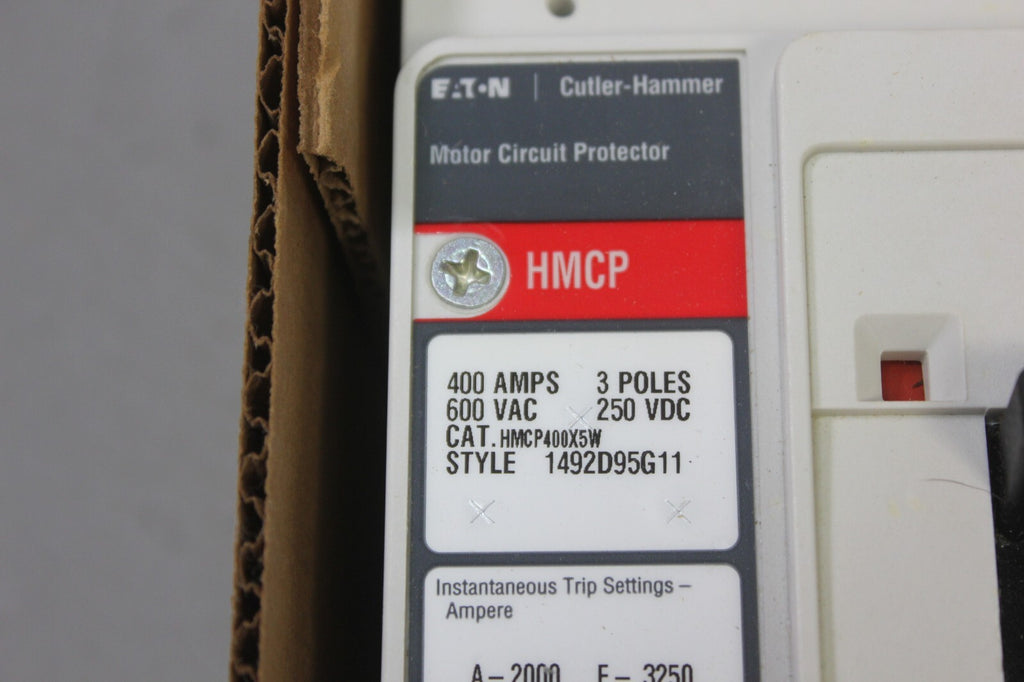 EATON | Cutler-Hammer
Motor Circuit Protector
HMCP
400 AMPS 3 POLES
600 VAC 250 VDC
CAT. HMCP400X5W
STYLE 1492D95G11
Instantaneous Trip Settings –
Ampere
A – 2000 E – 3250